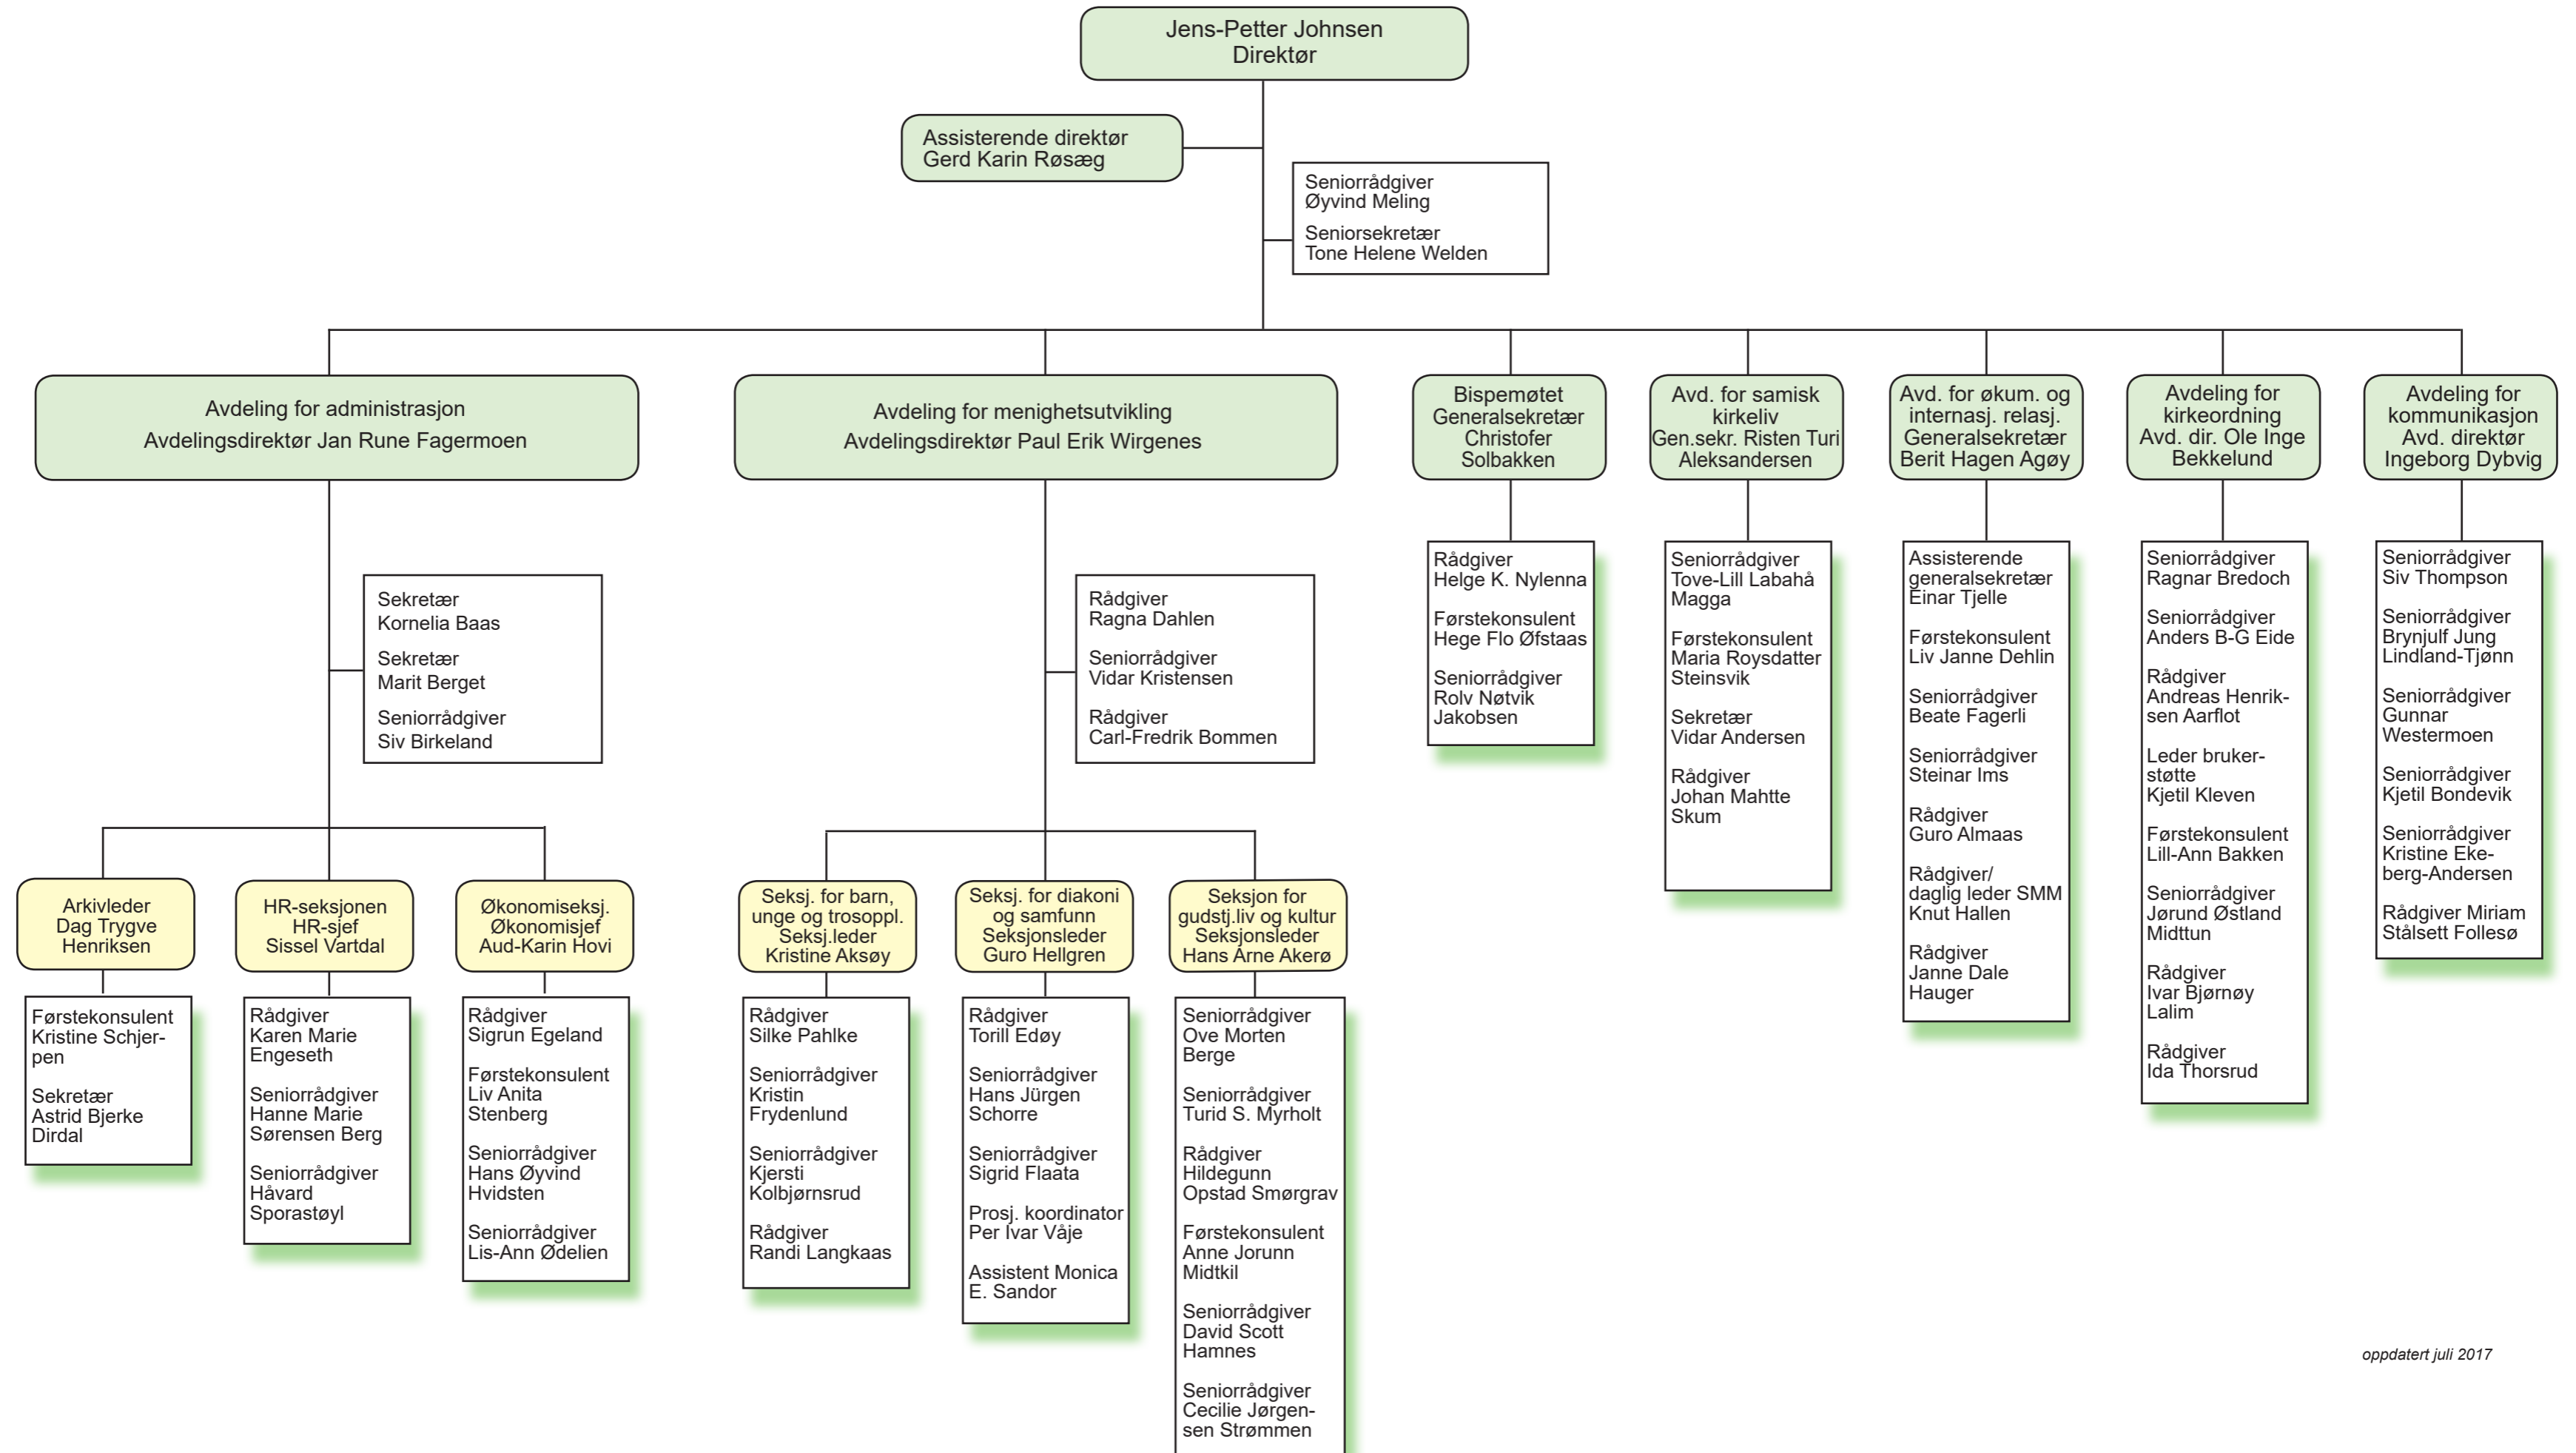 Jens-Petter Johnsen
Direktør
Assisterende direktør
Gerd Karin Røsæg
Seniorrådgiver
Øyvind Meling
Seniorsekretær
Tone Helene Welden
Avdeling for administrasjon
Avdelingsdirektør Jan Rune Fagermoen
Avdeling for menighetsutvikling
Avdelingsdirektør Paul Erik Wirgenes
Bispemøtet
Generalsekretær
Christofer
Solbakken
Avd. for samisk
kirkeliv
Gen.sekr. Risten Turi
Aleksandersen
Avd. for økum. og
internasj. relasj.
Generalsekretær
Berit Hagen Agøy
Avdeling for
kirkeordning
Avd. dir. Ole Inge
Bekkelund
Avdeling for
kommunikasjon
Avd. direktør
Ingeborg Dybvig
Sekretær
Kornelia Baas
Sekretær
Marit Berget
Seniorrådgiver
Siv Birkeland
Rådgiver
Ragna Dahlen
Seniorrådgiver
Vidar Kristensen
Rådgiver
Carl-Fredrik Bommen
Rådgiver
Helge K. Nylenna
Førstekonsulent
Hege Flo Øfstaas
Seniorrådgiver
Rolv Nøtvik
Jakobsen
Seniorrådgiver
Tove-Lill Labahå
Magga
Førstekonsulent
Maria Roysdatter
Steinsvik
Sekretær
Vidar Andersen
Rådgiver
Johan Mahtte
Skum
Assisterende
generalsekretær
Einar Tjelle
Førstekonsulent
Liv Janne Dehlin
Seniorrådgiver
Beate Fagerli
Seniorrådgiver
Steinar Ims
Rådgiver
Guro Almaas
Rådgiver/
daglig leder SMM
Knut Hallen
Rådgiver
Janne Dale
Hauger
Seniorrådgiver
Ragnar Bredoch
Seniorrådgiver
Anders B-G Eide
Rådgiver
Andreas Henrik-
sen Aarflot
Leder bruker-
støtte
Kjetil Kleven
Førstekonsulent
Lill-Ann Bakken
Seniorrådgiver
Jørund Østland
Midttun
Rådgiver
Ivar Bjørnøy
Lalim
Rådgiver
Ida Thorsrud
Seniorrådgiver
Siv Thompson
Seniorrådgiver
Brynjulf Jung
Lindland-Tjønn
Seniorrådgiver
Gunnar
Westermoen
Seniorrådgiver
Kjetil Bondevik
Seniorrådgiver
Kristine Eke-
berg-Andersen
Rådgiver Miriam
Stålsett Follesø
Arkivleder
Dag Trygve
Henriksen
HR-seksjonen
HR-sjef
Sissel Vartdal
Økonomiseksj.
Økonomisjef
Aud-Karin Hovi
Seksj. for barn,
unge og trosoppl.
Seksj.leder
Kristine Aksøy
Seksj. for diakoni
og samfunn
Seksjonsleder
Guro Hellgren
Seksjon for
gudstj.liv og kultur
Seksjonsleder
Hans Arne Akerø
Førstekonsulent
Kristine Schjer-
pen
Sekretær
Astrid Bjerke
Dirdal
Rådgiver
Karen Marie
Engeseth
Seniorrådgiver
Hanne Marie
Sørensen Berg
Seniorrådgiver
Håvard
Sporastøyl
Rådgiver
Sigrun Egeland
Førstekonsulent
Liv Anita
Stenberg
Seniorrådgiver
Hans Øyvind
Hvidsten
Seniorrådgiver
Lis-Ann Ødelien
Rådgiver
Silke Pahlke
Seniorrådgiver
Kristin
Frydenlund
Seniorrådgiver
Kjersti
Kolbjørnsrud
Rådgiver
Randi Langkaas
Rådgiver
Torill Edøy
Seniorrådgiver
Hans Jürgen
Schorre
Seniorrådgiver
Sigrid Flaata
Prosj. koordinator
Per Ivar Våje
Assistent Monica
E. Sandor
Seniorrådgiver
Ove Morten
Berge
Seniorrådgiver
Turid S. Myrholt
Rådgiver
Hildegunn
Opstad Smørgrav
Førstekonsulent
Anne Jorunn
Midtkil
Seniorrådgiver
David Scott
Hamnes
Seniorrådgiver
Cecilie Jørgen-
sen Strømmen
oppdatert juli 2017